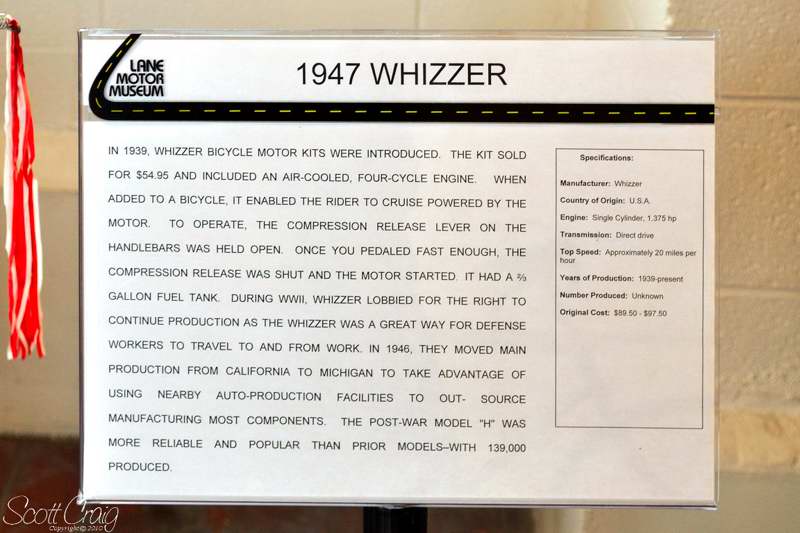 LANE
MOTOR
MUSEUM
1947 WHIZZER
IN 1939, WHIZZER BICYCLE MOTOR KITS WERE INTRODUCED. THE KIT SOLD
FOR $54.95 AND INCLUDED AN AIR-COOLED, FOUR-CYCLE ENGINE. WHEN
ADDED TO A BICYCLE, IT ENABLED THE RIDER TO CRUISE POWERED BY THE
MOTOR. TO OPERATE, THE COMPRESSION RELEASE LEVER ON THE
HANDLEBARS WAS HELD OPEN. ONCE YOU PEDALED FAST ENOUGH, THE
COMPRESSION RELEASE WAS SHUT AND THE MOTOR STARTED. IT HAD A ⅔
GALLON FUEL TANK. DURING WWII, WHIZZER LOBBIED FOR THE RIGHT TO
CONTINUE PRODUCTION AS THE WHIZZER WAS A GREAT WAY FOR DEFENSE
WORKERS TO TRAVEL TO AND FROM WORK. IN 1946, THEY MOVED MAIN
PRODUCTION FROM CALIFORNIA TO MICHIGAN TO TAKE ADVANTAGE OF
USING NEARBY AUTO-PRODUCTION FACILITIES TO OUT- SOURCE
MANUFACTURING MOST COMPONENTS. THE POST-WAR MODEL "H" WAS
MORE RELIABLE AND POPULAR THAN PRIOR MODELS–WITH 139,000
PRODUCED.
Specifications:
Manufacturer: Whizzer
Country of Origin: U.S.A.
Engine: Single Cylinder, 1.375 hp
Transmission: Direct drive
Top Speed: Approximately 20 miles per
hour
Years of Production: 1939-present
Number Produced: Unknown
Original Cost: $89.50 - $97.50
Scott Craig
Copyright © 2010